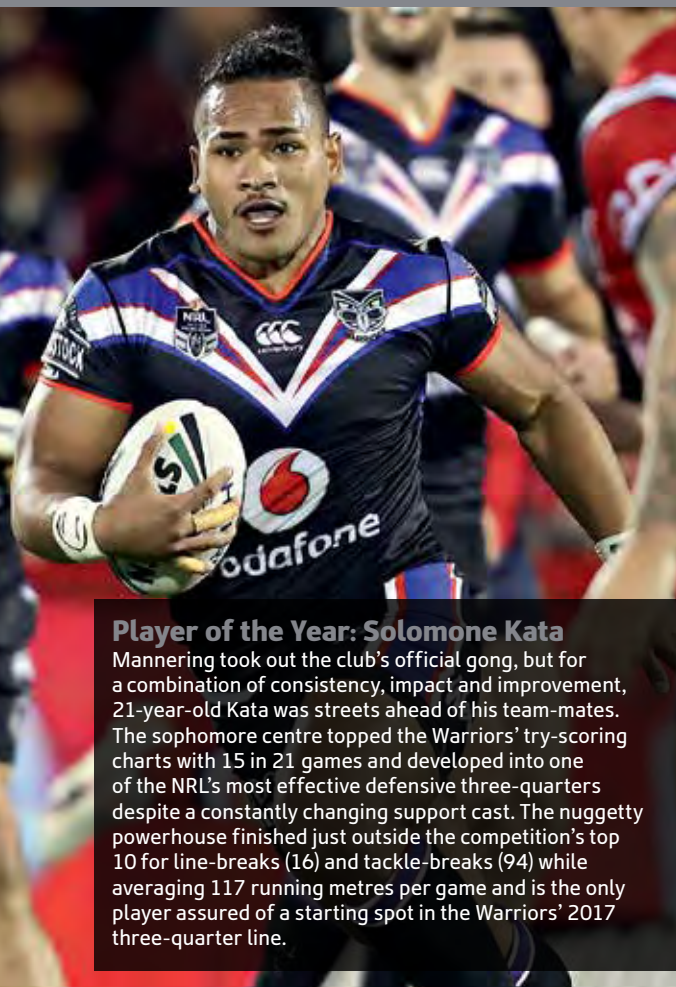 NRL
CCC
canterbury
STOCK
odafone
Player of the Year: Solomone Kata
Mannering took out the club's official gong, but for
a combination of consistency, impact and improvement,
21-year-old Kata was streets ahead of his team-mates.
The sophomore centre topped the Warriors' try-scoring
charts with 15 in 21 games and developed into one
of the NRL's most effective defensive three-quarters
despite a constantly changing support cast. The nuggetty
powerhouse finished just outside the competition's top
10 for line-breaks (16) and tackle-breaks (94) while
averaging 117 running metres per game and is the only
player assured of a starting spot in the Warriors' 2017
three-quarter line.